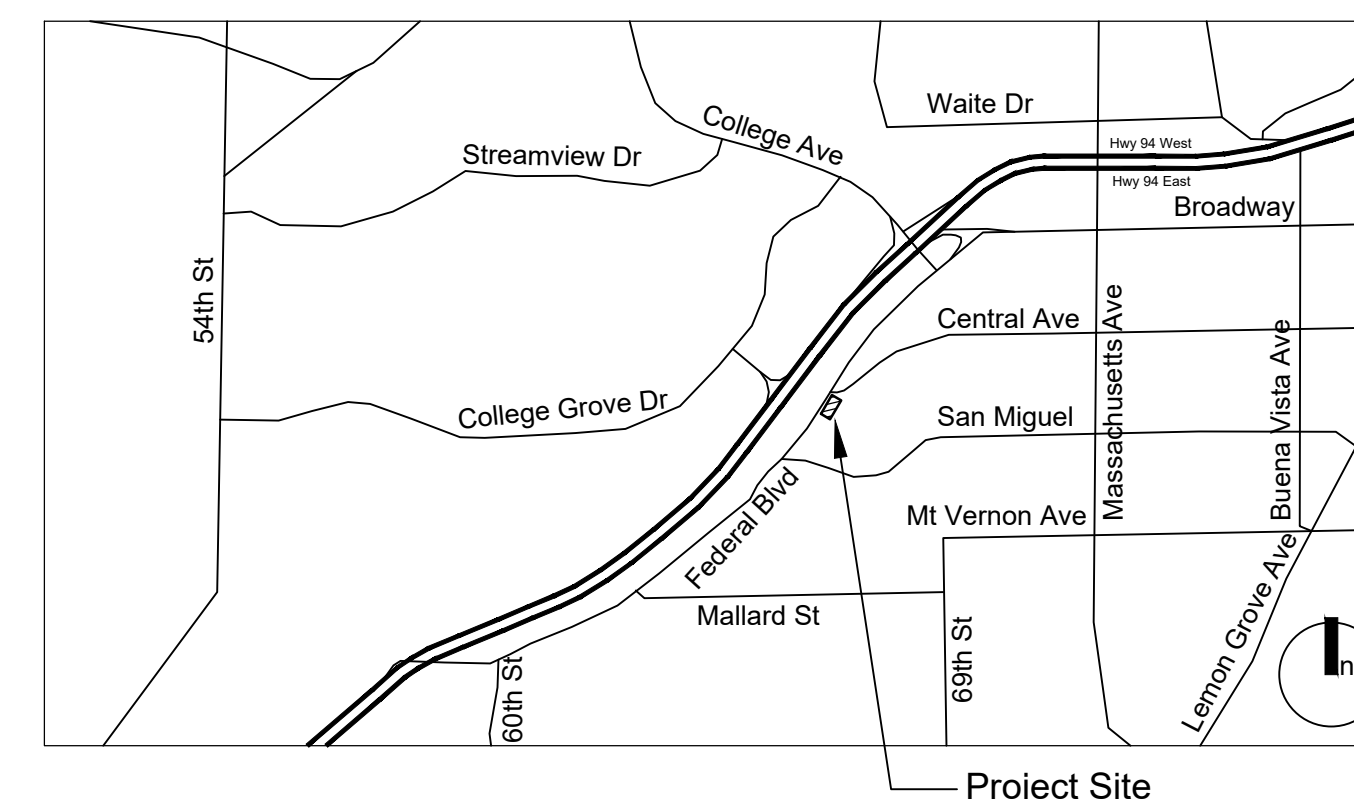 Waite Dr
College Ave
Hwy 94 West
Streamview Dr
Hwy 94 East
Broadway
54th St
Central Ave
Massachusetts Ave
Buena Vista Ave
College Grove Dr
San Miguel
Federal Blvd
Mt Vernon Ave
Mallard St
69th St
60th St
Lemon Grove Ave
n
Project Site